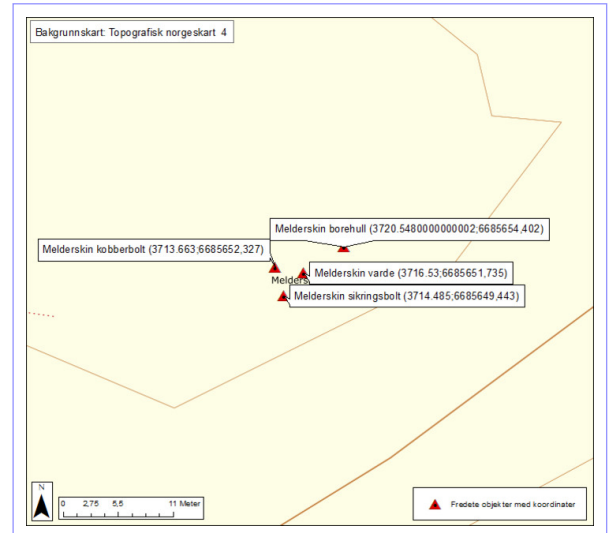 Bakgrunnskart: Topografisk norgeskart 4
Melderskin borehull (3720.5480000000002;6685654,402)
Melderskin kobberbolt (3713.663;6685652,327)
Melderskin varde (3716.53;6685651,735)
Melders
Melderskin sikringsbolt (3714.485;6685649,443)
N
0 2,75 5,5 11 Meter
Fredete objekter med koordinater